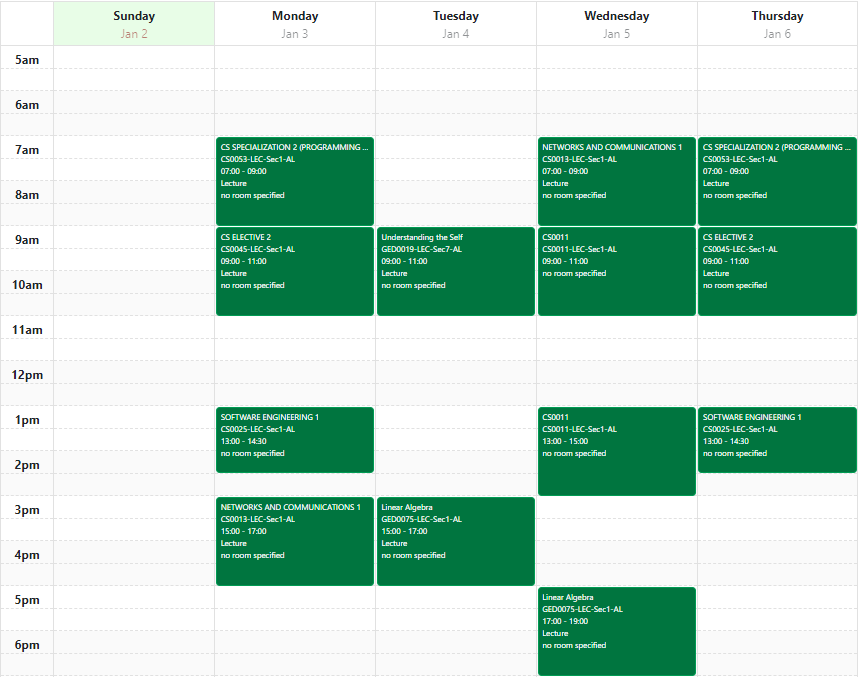 Sunday
Jan 2
Monday
Jan 3
Tuesday
Jan 4
Wednesday
Jan 5
Thursday
Jan 6
5am
6am
7am
8am
9am
10am
11am
12pm
1pm
2pm
3pm
4pm
5pm
6pm
CS SPECIALIZATION 2 (PROGRAMMING ...
CS0053-LEC-Sec1-AL
07:00 - 09:00
Lecture
no room specified
CS ELECTIVE 2
CS0045-LEC-Sec1-AL
09:00 - 11:00
Lecture
no room specified
SOFTWARE ENGINEERING 1
CS0025-LEC-Sec1-AL
13:00 - 14:30
no room specified
NETWORKS AND COMMUNICATIONS 1
CS0013-LEC-Sec1-AL
15:00 - 17:00
Lecture
no room specified
Understanding the Self
GED0019-LEC-Sec7-AL
09:00 - 11:00
Lecture
no room specified
Linear Algebra
GED0075-LEC-Sec1-AL
15:00 - 17:00
Lecture
no room specified
NETWORKS AND COMMUNICATIONS 1
CS0013-LEC-Sec1-AL
07:00 - 09:00
Lecture
no room specified
CS0011
CS0011-LEC-Sec1-AL
09:00 - 11:00
no room specified
CS0011
CS0011-LEC-Sec1-AL
13:00 - 15:00
no room specified
Linear Algebra
GED0075-LEC-Sec1-AL
17:00 - 19:00
Lecture
no room specified
CS SPECIALIZATION 2 (PROGRAMMING ...
CS0053-LEC-Sec1-AL
07:00 - 09:00
Lecture
no room specified
CS ELECTIVE 2
CS0045-LEC-Sec1-AL
09:00 - 11:00
Lecture
no room specified
SOFTWARE ENGINEERING 1
CS0025-LEC-Sec1-AL
13:00 - 14:30
no room specified